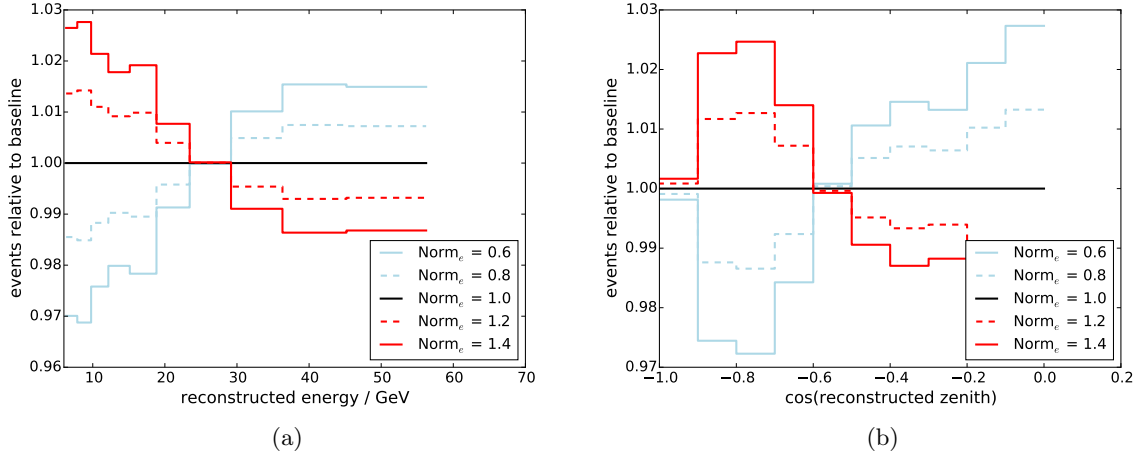 1.03
1.02
1.01
1.00
0.99
0.98
0.97
0.96
events relative to baseline
10 20 30 40 50 60 70
reconstructed energy / GeV
Norm_e = 0.6
Norm_e = 0.8
Norm_e = 1.0
Norm_e = 1.2
Norm_e = 1.4
(a)
1.03
1.02
1.01
1.00
0.99
0.98
0.97
events relative to baseline
−1.0 −0.8 −0.6 −0.4 −0.2 0.0 0.2
cos(reconstructed zenith)
Norm_e = 0.6
Norm_e = 0.8
Norm_e = 1.0
Norm_e = 1.2
Norm_e = 1.4
(b)